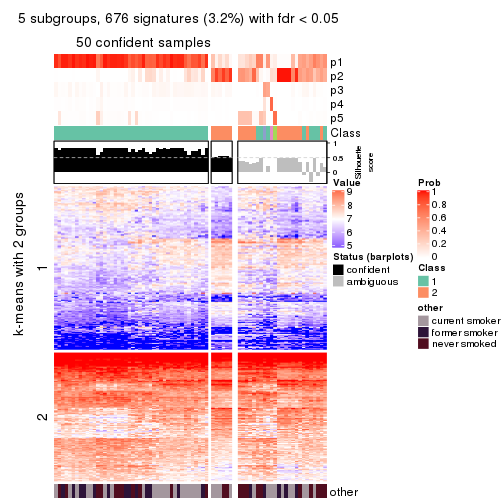 5 subgroups, 676 signatures (3.2%) with fdr < 0.05
50 confident samples
p1
p2
p3
p4
p5
Class
1
0.5
0
Silhouette
score
k-means with 2 groups
1
2
other
Value
9
8
7
6
5
Status (barplots)
confident
ambiguous
Prob
1
0.8
0.6
0.4
0.2
0
Class
1
2
other
current smoker
former smoker
never smoked